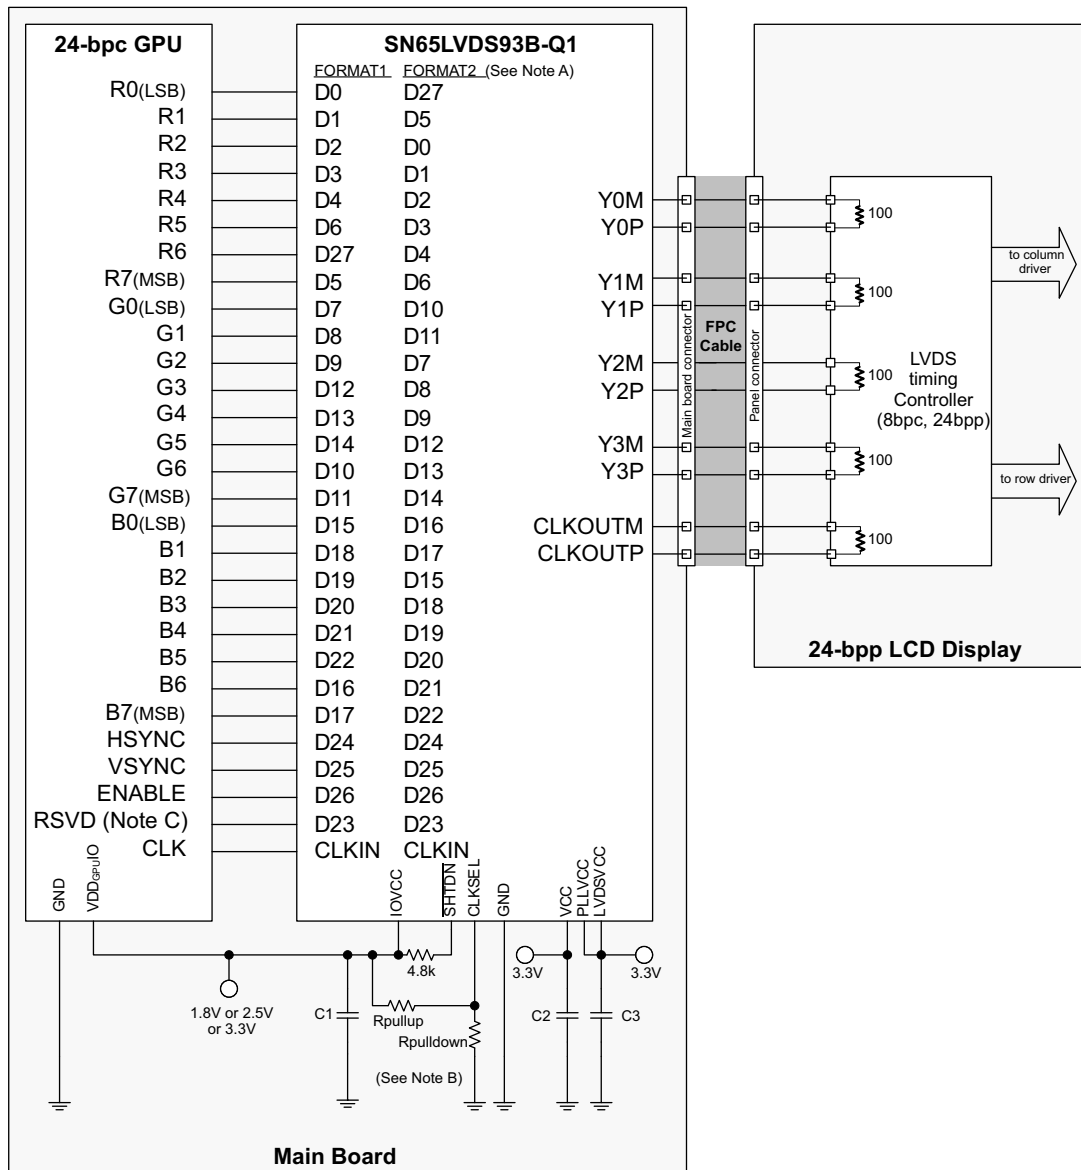 24-bpc GPU
SN65LVDS93B-Q1
FORMAT1 FORMAT2 (See Note A)
R0(LSB) D0 D27
R1 D1 D5
R2 D2 D0
R3 D3 D1
R4 D4 D2
R5 D6 D3
R6 D27 D4
R7(MSB) D5 D6
G0(LSB) D7 D10
G1 D8 D11
G2 D9 D7
G3 D12 D8
G4 D13 D9
G5 D14 D12
G6 D10 D13
G7(MSB) D11 D14
B0(LSB) D15 D16
B1 D18 D17
B2 D19 D15
B3 D20 D18
B4 D21 D19
B5 D22 D20
B6 D16 D21
B7(MSB) D17 D22
HSYNC D24 D24
VSYNC D25 D25
ENABLE D26 D26
RSVD (Note C) D23 D23
CLK CLKIN CLKIN
Y0M
Y0P
Y1M
Y1P
Y2M
Y2P
Y3M
Y3P
CLKOUTM
CLKOUTP
Main board connector
FPC
Cable
Panel connector
100
100
100
100
100
LVDS
timing
Controller
(8bpc, 24bpp)
to column
driver
to row driver
24-bpp LCD Display
GND
VDDGPUIO
IOVCC
SHTDN
CLKSEL
GND
VCC
PLLVCC
LVDSVCC
4.8k
3.3V
3.3V
1.8V or 2.5V
or 3.3V
C1
Rpullup
Rpulldown
C2
C3
(See Note B)
Main Board